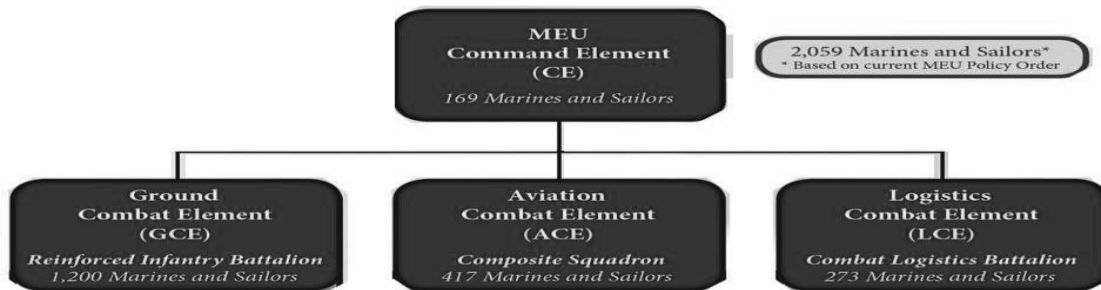 MEU
Command Element
(CE)
169 Marines and Sailors
2,059 Marines and Sailors*
* Based on current MEU Policy Order
Ground
Combat Element
(GCE)
Reinforced Infantry Battalion
1,200 Marines and Sailors
Aviation
Combat Element
(ACE)
Composite Squadron
417 Marines and Sailors
Logistics
Combat Element
(LCE)
Combat Logistics Battalion
273 Marines and Sailors